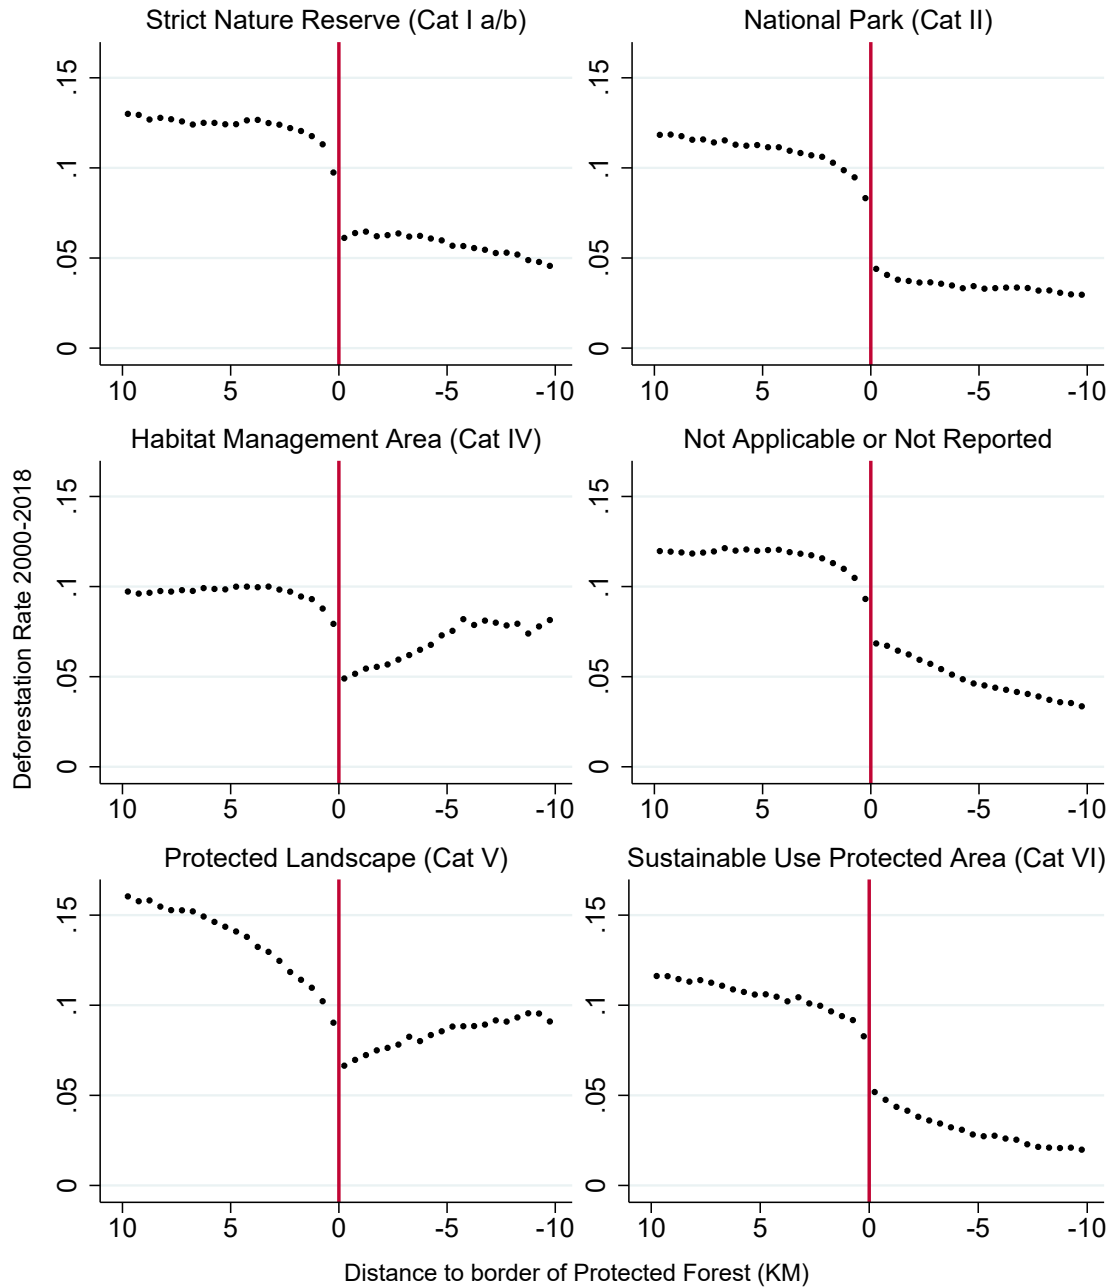 Strict Nature Reserve (Cat I a/b)
.15
.1
.05
0
10 5 0 -5 -10
National Park (Cat II)
.15
.1
.05
0
10 5 0 -5 -10
Habitat Management Area (Cat IV)
.15
.1
.05
0
10 5 0 -5 -10
Not Applicable or Not Reported
.15
.1
.05
0
10 5 0 -5 -10
Protected Landscape (Cat V)
.15
.1
.05
0
10 5 0 -5 -10
Sustainable Use Protected Area (Cat VI)
.15
.1
.05
0
10 5 0 -5 -10
Deforestation Rate 2000-2018
Distance to border of Protected Forest (KM)